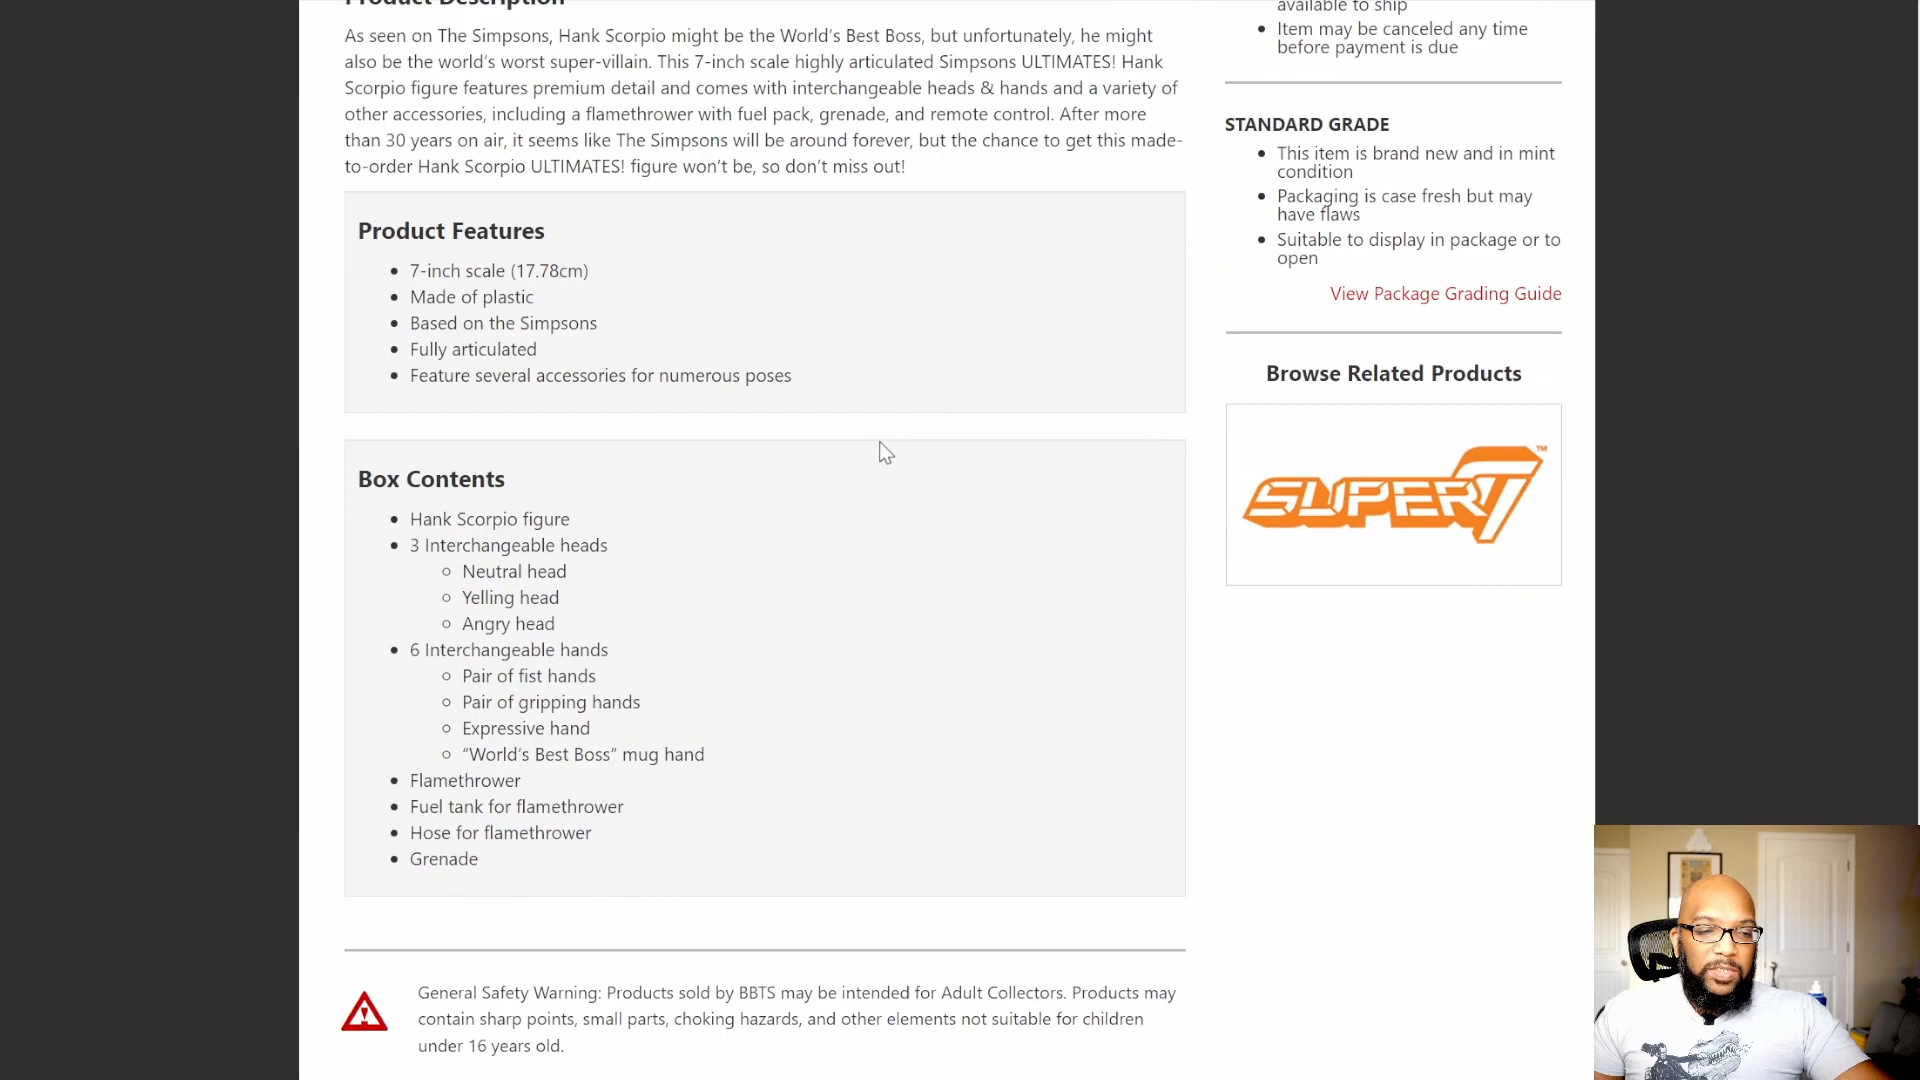 Product Description
As seen on The Simpsons, Hank Scorpio might be the World's Best Boss, but unfortunately, he might
also be the world's worst super-villain. This 7-inch scale highly articulated Simpsons ULTIMATES! Hank
Scorpio figure features premium detail and comes with interchangeable heads & hands and a variety of
other accessories, including a flamethrower with fuel pack, grenade, and remote control. After more
than 30 years on air, it seems like The Simpsons will be around forever, but the chance to get this made-
to-order Hank Scorpio ULTIMATES! figure won't be, so don't miss out!
Product Features
7-inch scale (17.78cm)
Made of plastic
Based on the Simpsons
Fully articulated
Feature several accessories for numerous poses
Box Contents
Hank Scorpio figure
3 Interchangeable heads
Neutral head
Yelling head
Angry head
6 Interchangeable hands
Pair of fist hands
Pair of gripping hands
Expressive hand
“World's Best Boss” mug hand
Flamethrower
Fuel tank for flamethrower
Hose for flamethrower
Grenade
General Safety Warning: Products sold by BBTS may be intended for Adult Collectors. Products may
contain sharp points, small parts, choking hazards, and other elements not suitable for children
under 16 years old.
available to ship
Item may be canceled any time
before payment is due
STANDARD GRADE
This item is brand new and in mint
condition
Packaging is case fresh but may
have flaws
Suitable to display in package or to
open
View Package Grading Guide
Browse Related Products
SUPER7™